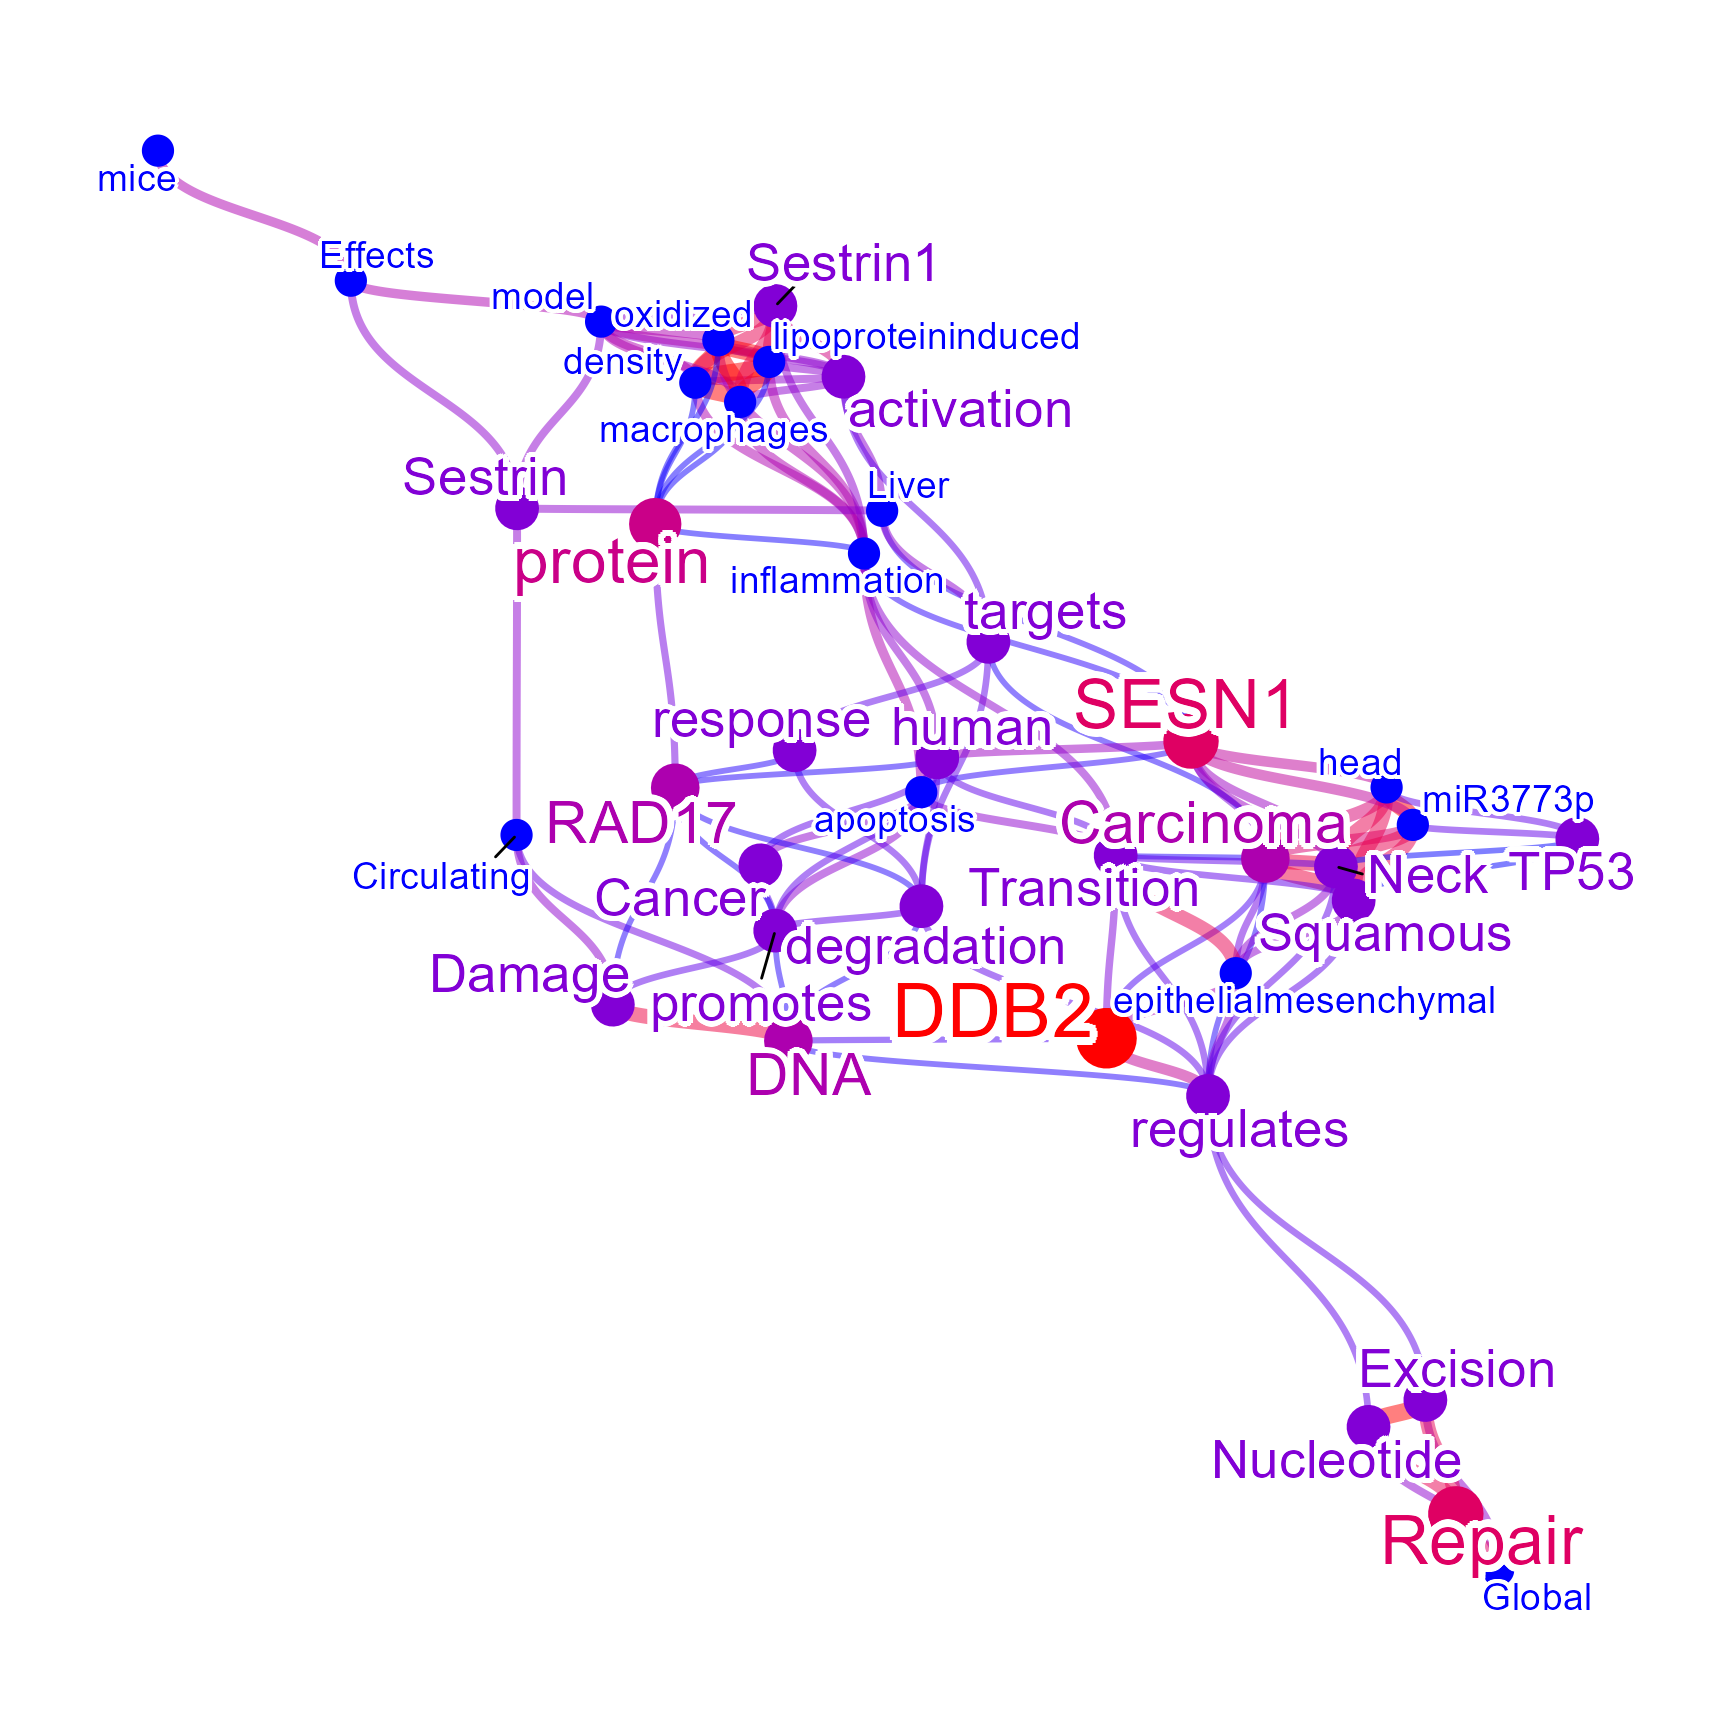 mice
Effects
Sestrin1
model
oxidized
lipoproteininduced
density
activation
macrophages
Sestrin
Liver
protein
inflammation
targets
SESN1
response
human
head
miR3773p
RAD17
apoptosis
Carcinoma
Circulating
Neck
TP53
Cancer
Transition
degradation
Squamous
Damage
promotes
DDB2
epithelialmesenchymal
DNA
regulates
Excision
Nucleotide
Repair
Global